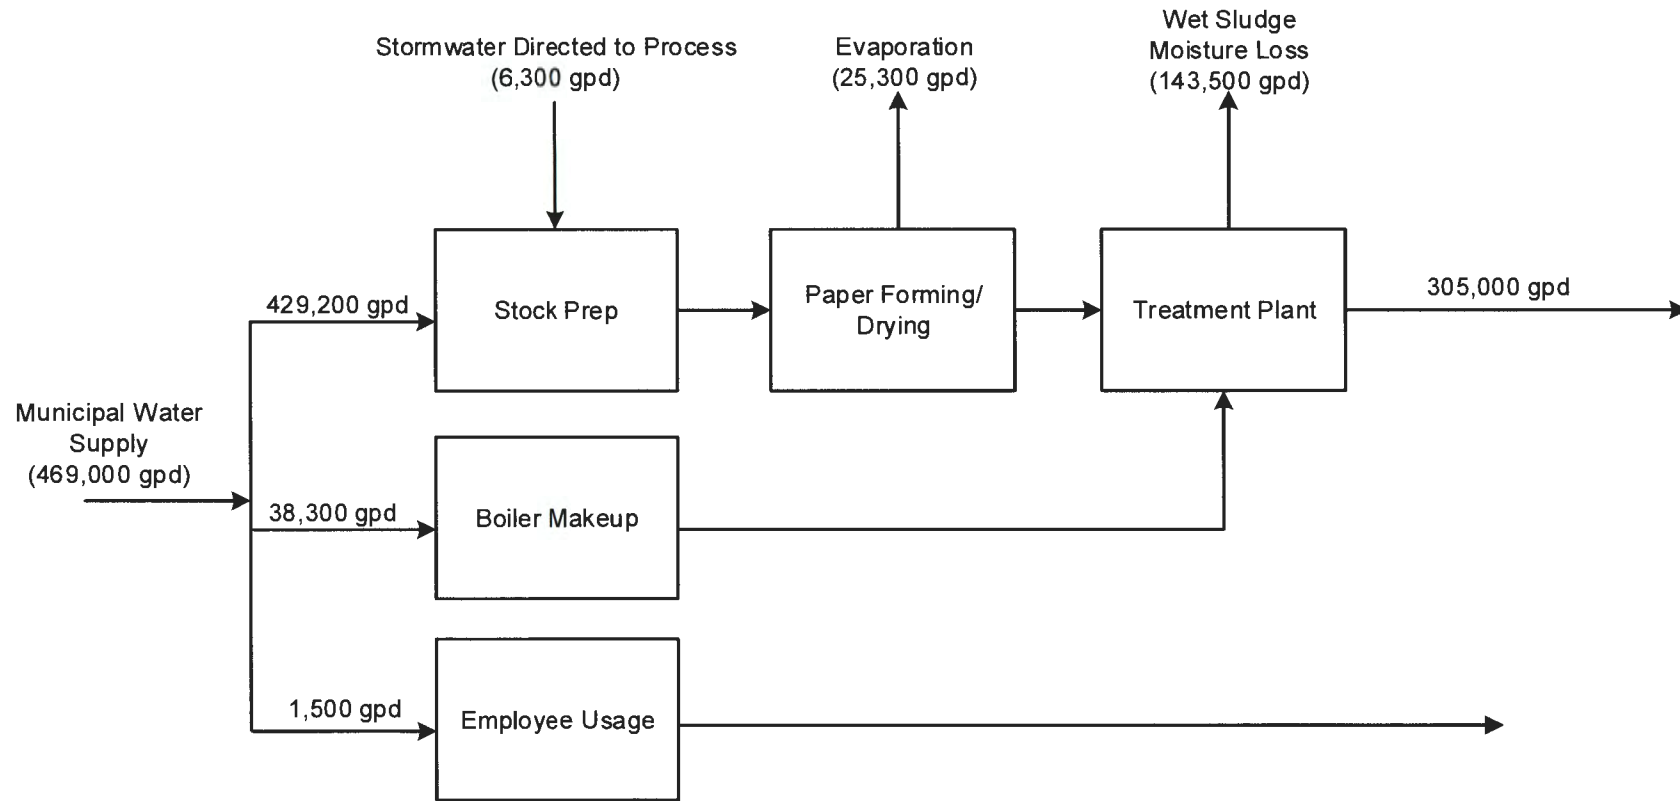 Stormwater Directed to Process
(6,300 gpd)
Evaporation
(25,300 gpd)
Wet Sludge
Moisture Loss
(143,500 gpd)
429,200 gpd
Stock Prep
Paper Forming/
Drying
Treatment Plant
305,000 gpd
Municipal Water
Supply
(469,000 gpd)
38,300 gpd
Boiler Makeup
1,500 gpd
Employee Usage